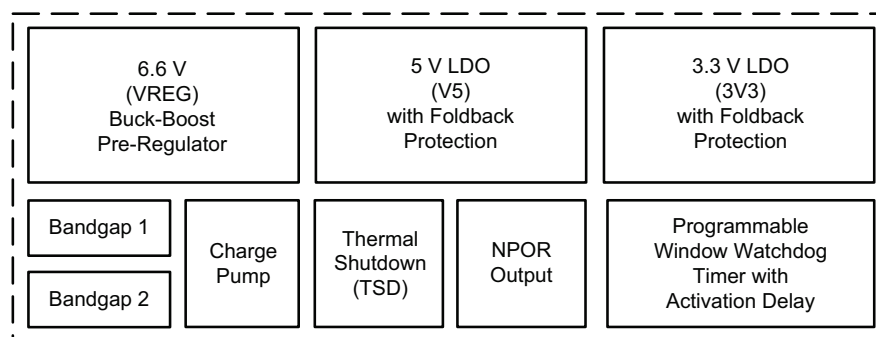 6.6 V
(VREG)
Buck-Boost
Pre-Regulator
5 V LDO
(V5)
with Foldback
Protection
3.3 V LDO
(3V3)
with Foldback
Protection
Bandgap 1
Bandgap 2
Charge
Pump
Thermal
Shutdown
(TSD)
NPOR
Output
Programmable
Window Watchdog
Timer with
Activation Delay